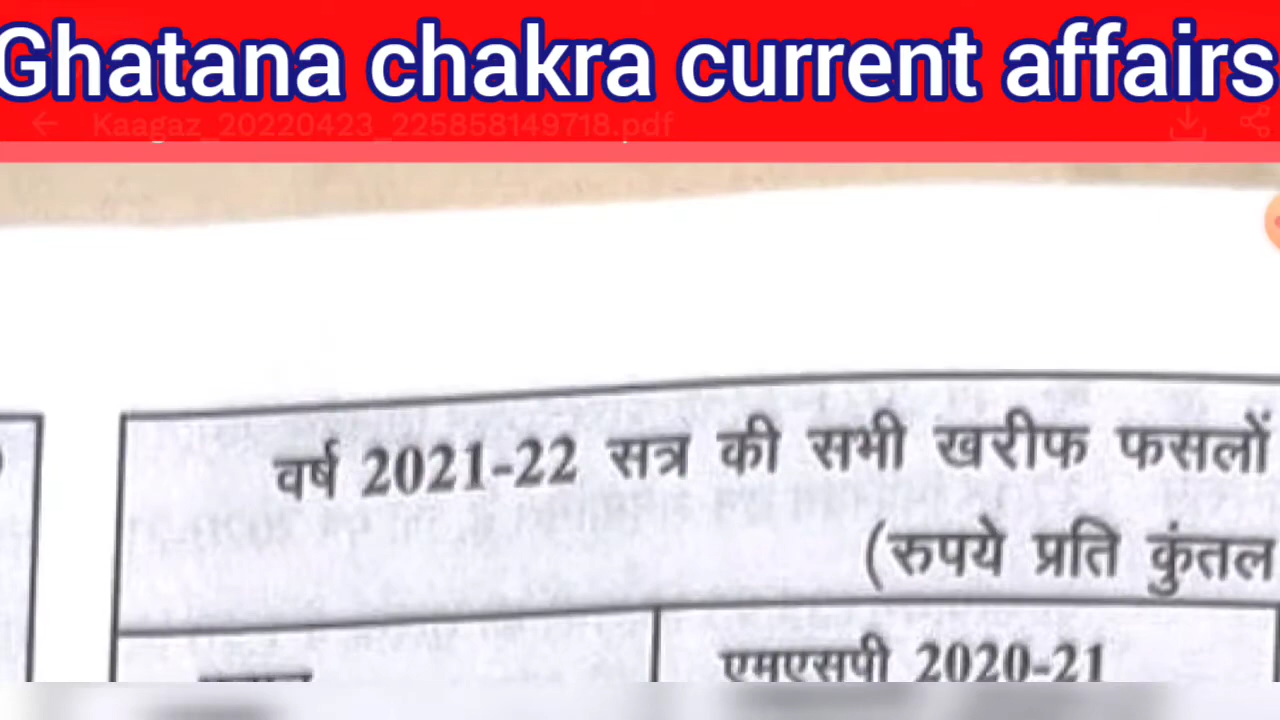 Ghatana chakra current affairs
Kaagaz_20220423_225858149718.pdf
वर्ष 2021-22 सत्र की सभी खरीफ फसलों
(रुपये प्रति कुंतल
एमएसपी 2020-21